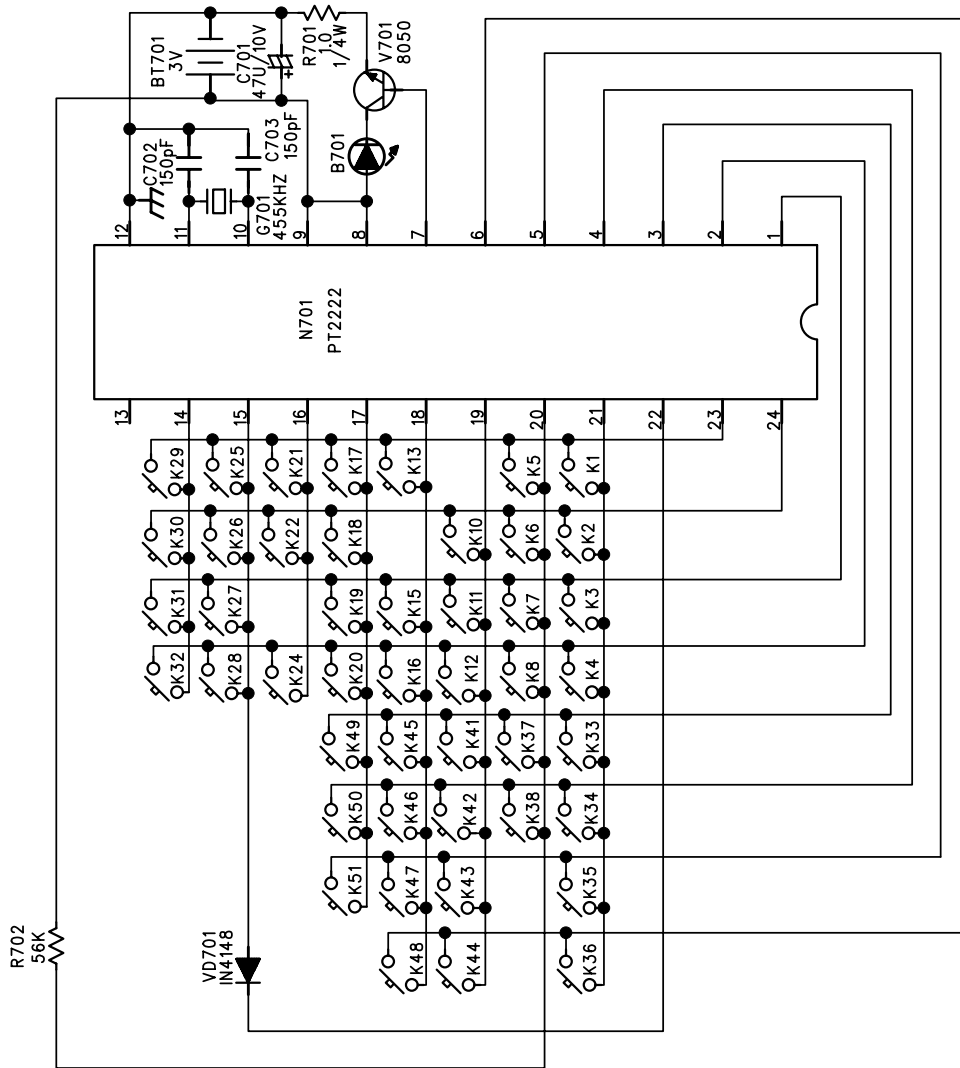 BT701
3V
C701
47U/10V
R701
1.0
1/4W
V701
8050
C702
150pF
C703
150pF
B701
G701
455KHZ
12
11
10
9
8
7
6
5
4
3
2
1
N701
PT2222
13
14
15
16
17
18
19
20
21
22
23
24
K29
K25
K21
K17
K13
K5
K1
K30
K26
K22
K18
K10
K6
K2
K31
K27
K19
K15
K11
K7
K3
K32
K28
K24
K20
K16
K12
K8
K4
K49
K45
K41
K37
K33
K50
K46
K42
K38
K34
K51
K47
K43
K35
K48
K44
K36
R702
56K
VD701
IN4148